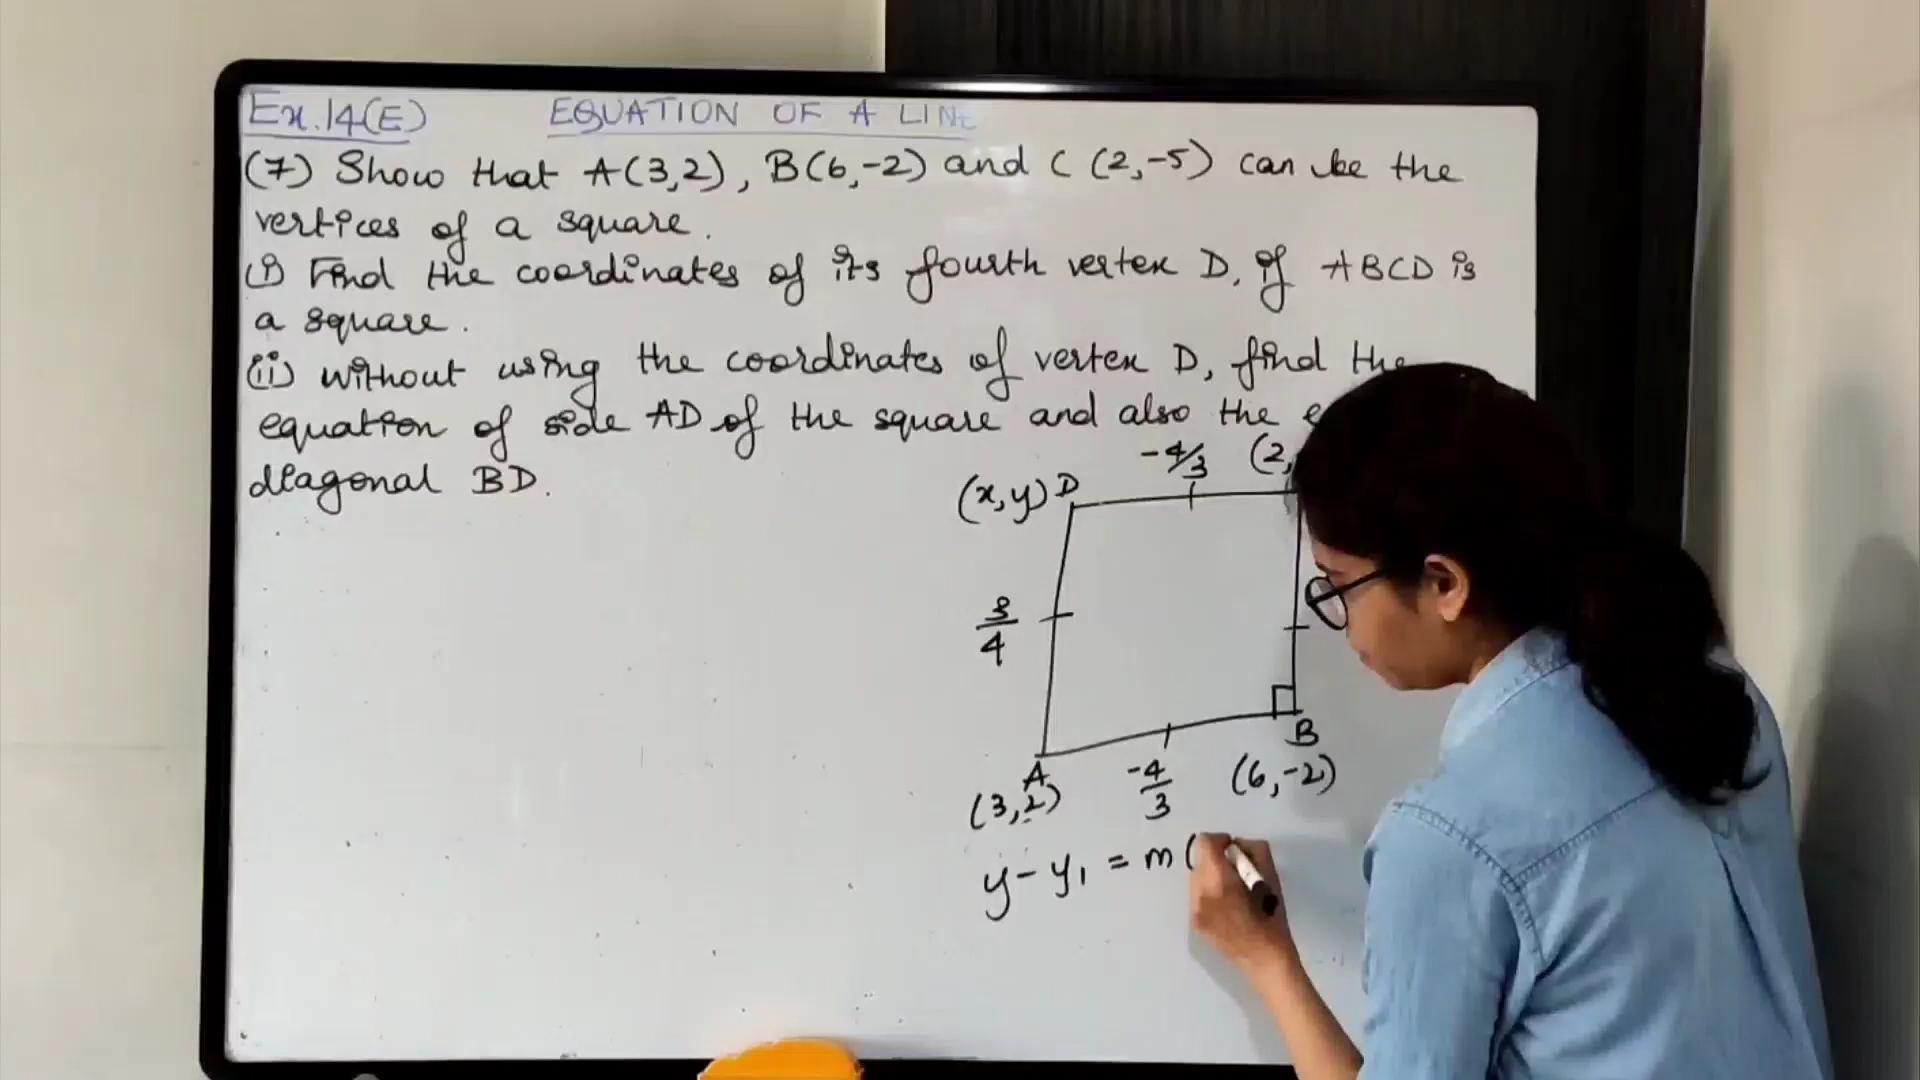 Ex.14(E) EQUATION OF A LINE
(7) Show that A(3,2), B(6,-2) and C (2,-5) can be the
vertices of a square.
(i) Find the coordinates of its fourth vertex D, if ABCD is
a square.
(ii) without using the coordinates of vertex D, find the
equation of side AD of the square and also the
diagonal BD.
-4/3 (2,
(x,y) D
3/4
B
A
(3,2) -4/3 (6,-2)
y-y₁ = m(